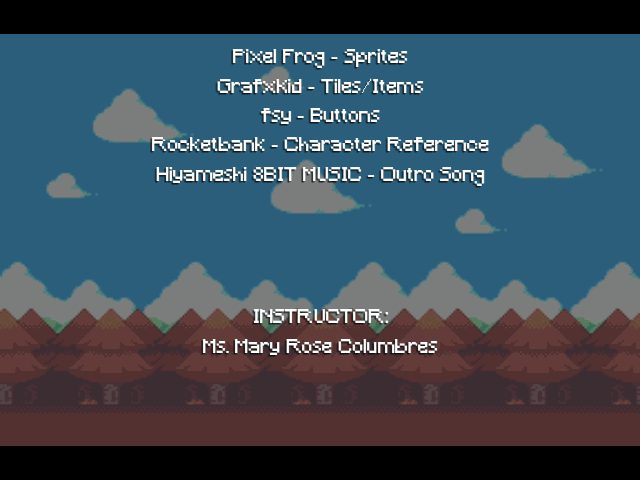 Pixel Frog - Sprites
GrafxKid - Tiles/Items
fsy - Buttons
Rocketbank - Character Reference
Hiyameshi 8BIT MUSIC - Outro Song
INSTRUCTOR:
Ms. Mary Rose Columbres